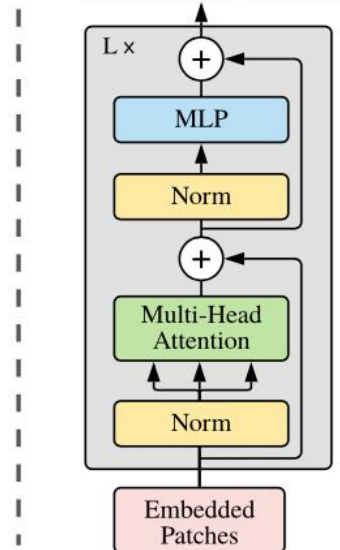 L ×
+
MLP
Norm
+
Multi-Head
Attention
Norm
Embedded
Patches